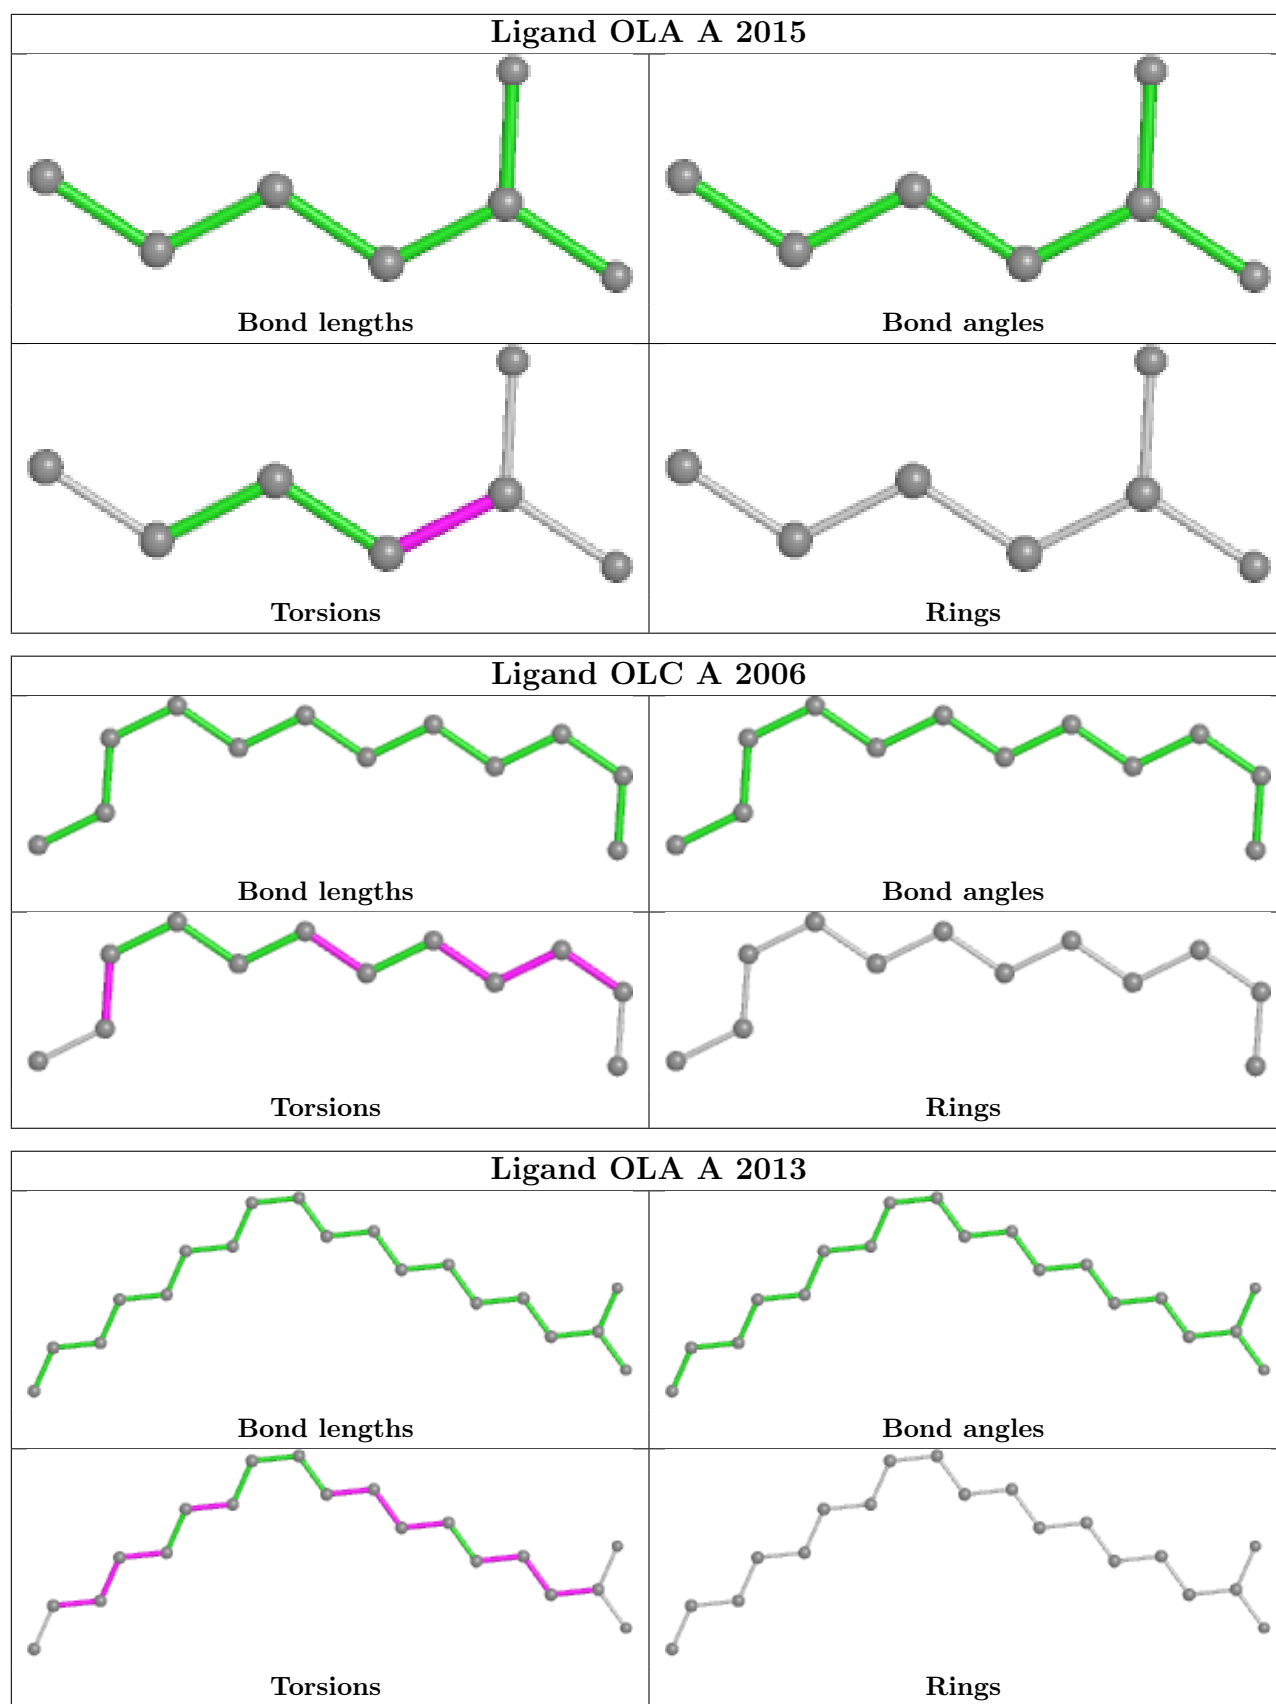 Ligand OLA A 2015
Bond lengths
Bond angles
Torsions
Rings
Ligand OLC A 2006
Bond lengths
Bond angles
Torsions
Rings
Ligand OLA A 2013
Bond lengths
Bond angles
Torsions
Rings